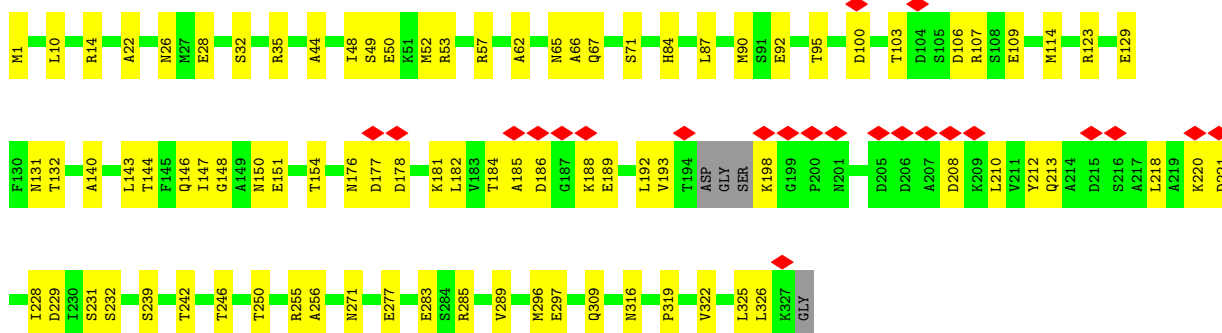 M1 L10 R14 A22 N26 M27 E28 S32 R35 A44 I48 S49 E50 K51 M52 R53 R57 A62 N65 A66 Q67 S71 H84 L87 M90 S91 E92 T95 D100 T103 D104 S105 D106 R107 S108 E109 M114 R123 E129
F130 N131 T132 A140 L143 T144 F145 Q146 I147 G148 A149 N150 E151 T154 N176 D177 D178 K181 L182 V183 T184 A185 D186 G187 K188 E189 L192 V193 T194 ASP GLY SER K198 G199 P200 N201 D205 D206 A207 D208 K209 L210 V211 Y212 Q213 A214 D215 S216 A217 L218 A219 K220 D221
I228 D229 I230 S231 S232 S239 T242 T246 T250 R255 A256 N271 E277 E283 S284 R285 V289 M296 E297 Q309 N316 P319 V322 L325 L326 K327 GLY